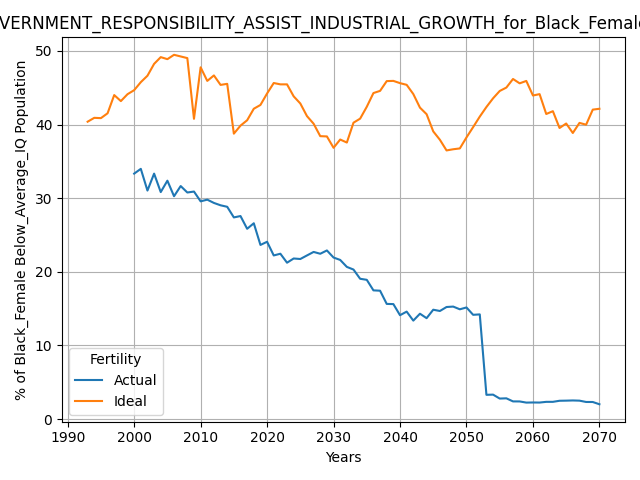 VERNMENT_RESPONSIBILITY_ASSIST_INDUSTRIAL_GROWTH_for_Black_Female
% of Black_Female Below_Average_IQ Population
50
40
30
20
10
0
Fertility
Actual
Ideal
1990 2000 2010 2020 2030 2040 2050 2060 2070
Years